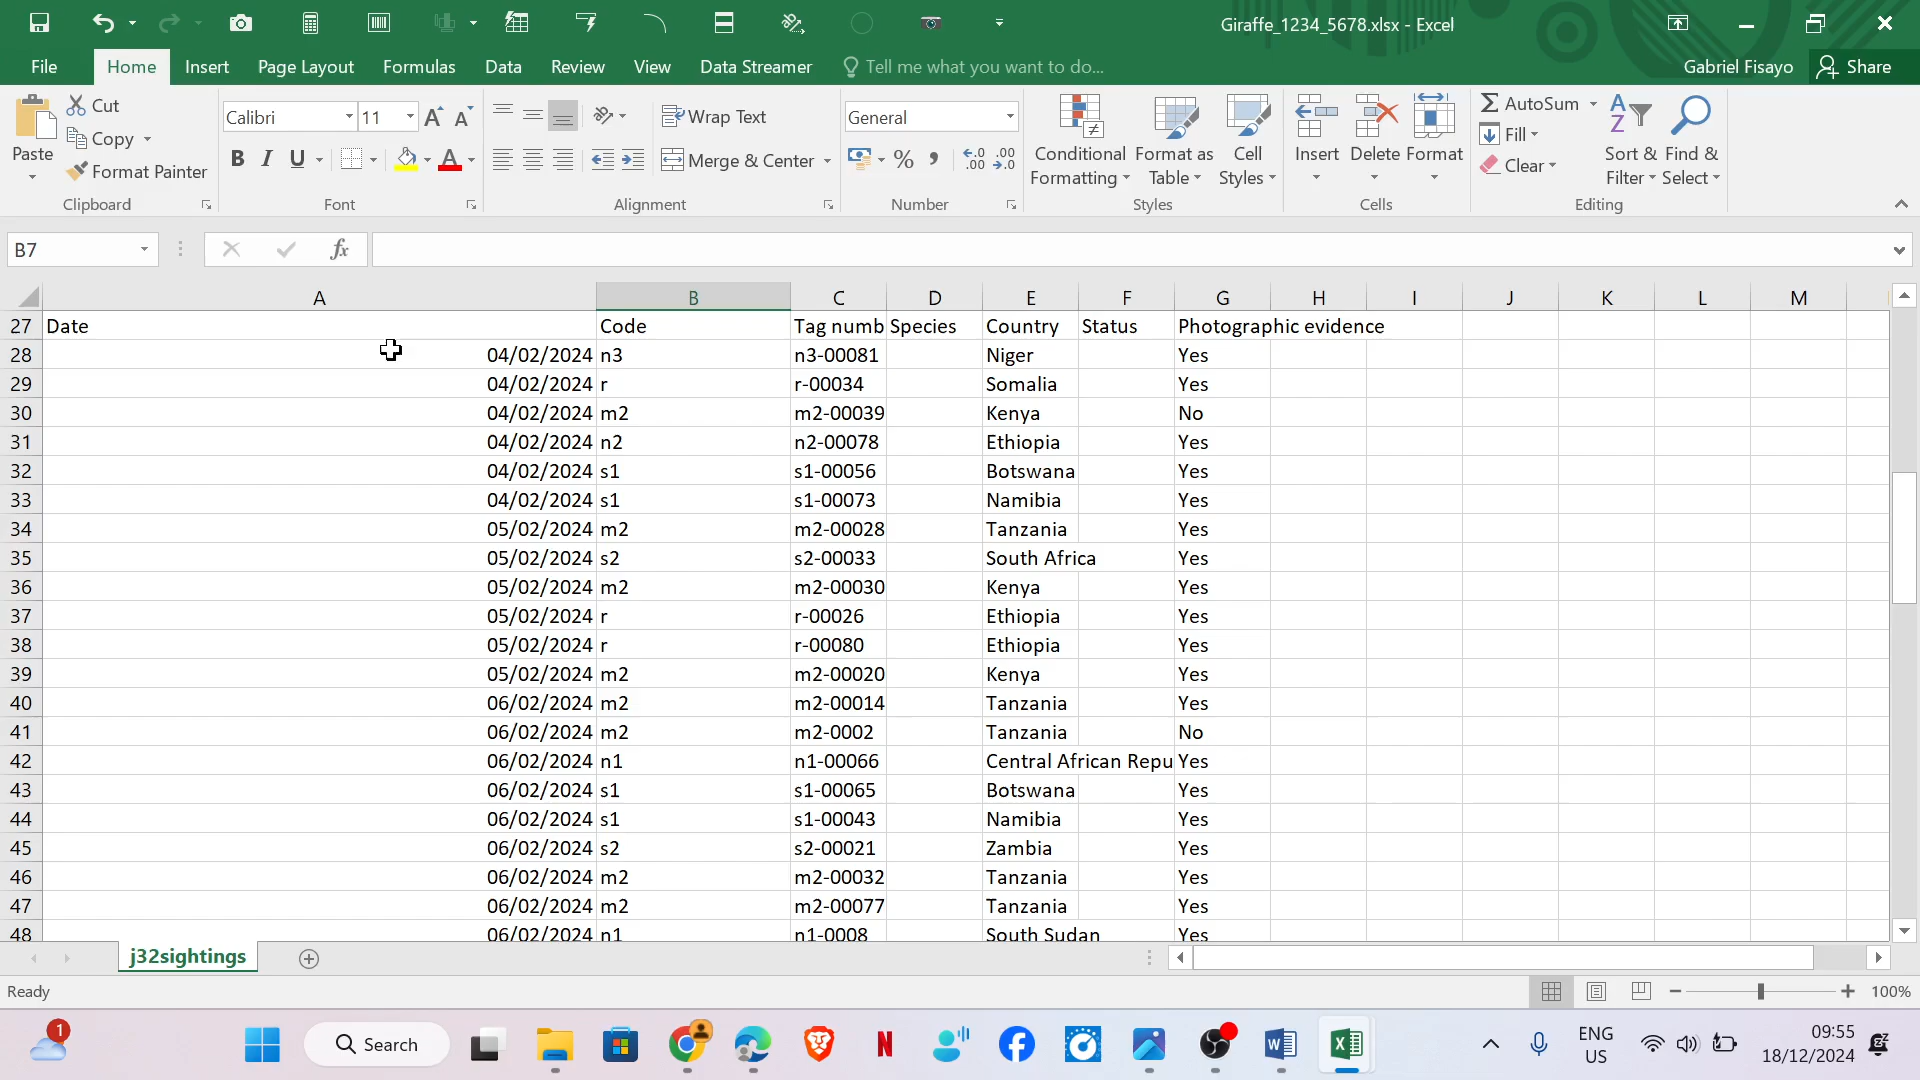 Giraffe_1234_5678.xlsx - Excel
File Home Insert Page Layout Formulas Data Review View Data Streamer Tell me what you want to do... Gabriel Fisayo Share
Paste
Cut
Copy
Format Painter
Clipboard
Calibri 11
Font
Wrap Text
Merge & Center
Alignment
General
Number
Conditional Formatting
Format as Table
Cell Styles
Styles
Insert Delete Format
Cells
AutoSum
Fill
Clear
Sort & Filter
Find & Select
Editing
B7 fx
A B C D E F G H I J K L M
27 Date Code Tag numb Species Country Status Photographic evidence
28 04/02/2024 n3 n3-00081 Niger Yes
29 04/02/2024 r r-00034 Somalia Yes
30 04/02/2024 m2 m2-00039 Kenya No
31 04/02/2024 n2 n2-00078 Ethiopia Yes
32 04/02/2024 s1 s1-00056 Botswana Yes
33 04/02/2024 s1 s1-00073 Namibia Yes
34 05/02/2024 m2 m2-00028 Tanzania Yes
35 05/02/2024 s2 s2-00033 South Africa Yes
36 05/02/2024 m2 m2-00030 Kenya Yes
37 05/02/2024 r r-00026 Ethiopia Yes
38 05/02/2024 r r-00080 Ethiopia Yes
39 05/02/2024 m2 m2-00020 Kenya Yes
40 06/02/2024 m2 m2-00014 Tanzania Yes
41 06/02/2024 m2 m2-0002 Tanzania No
42 06/02/2024 n1 n1-00066 Central African Repu Yes
43 06/02/2024 s1 s1-00065 Botswana Yes
44 06/02/2024 s1 s1-00043 Namibia Yes
45 06/02/2024 s2 s2-00021 Zambia Yes
46 06/02/2024 m2 m2-00032 Tanzania Yes
47 06/02/2024 m2 m2-00077 Tanzania Yes
48 06/02/2024 n1 n1-0008 South Sudan Yes
j32sightings
Ready 100%
1 Search ENG US 09:55 18/12/2024